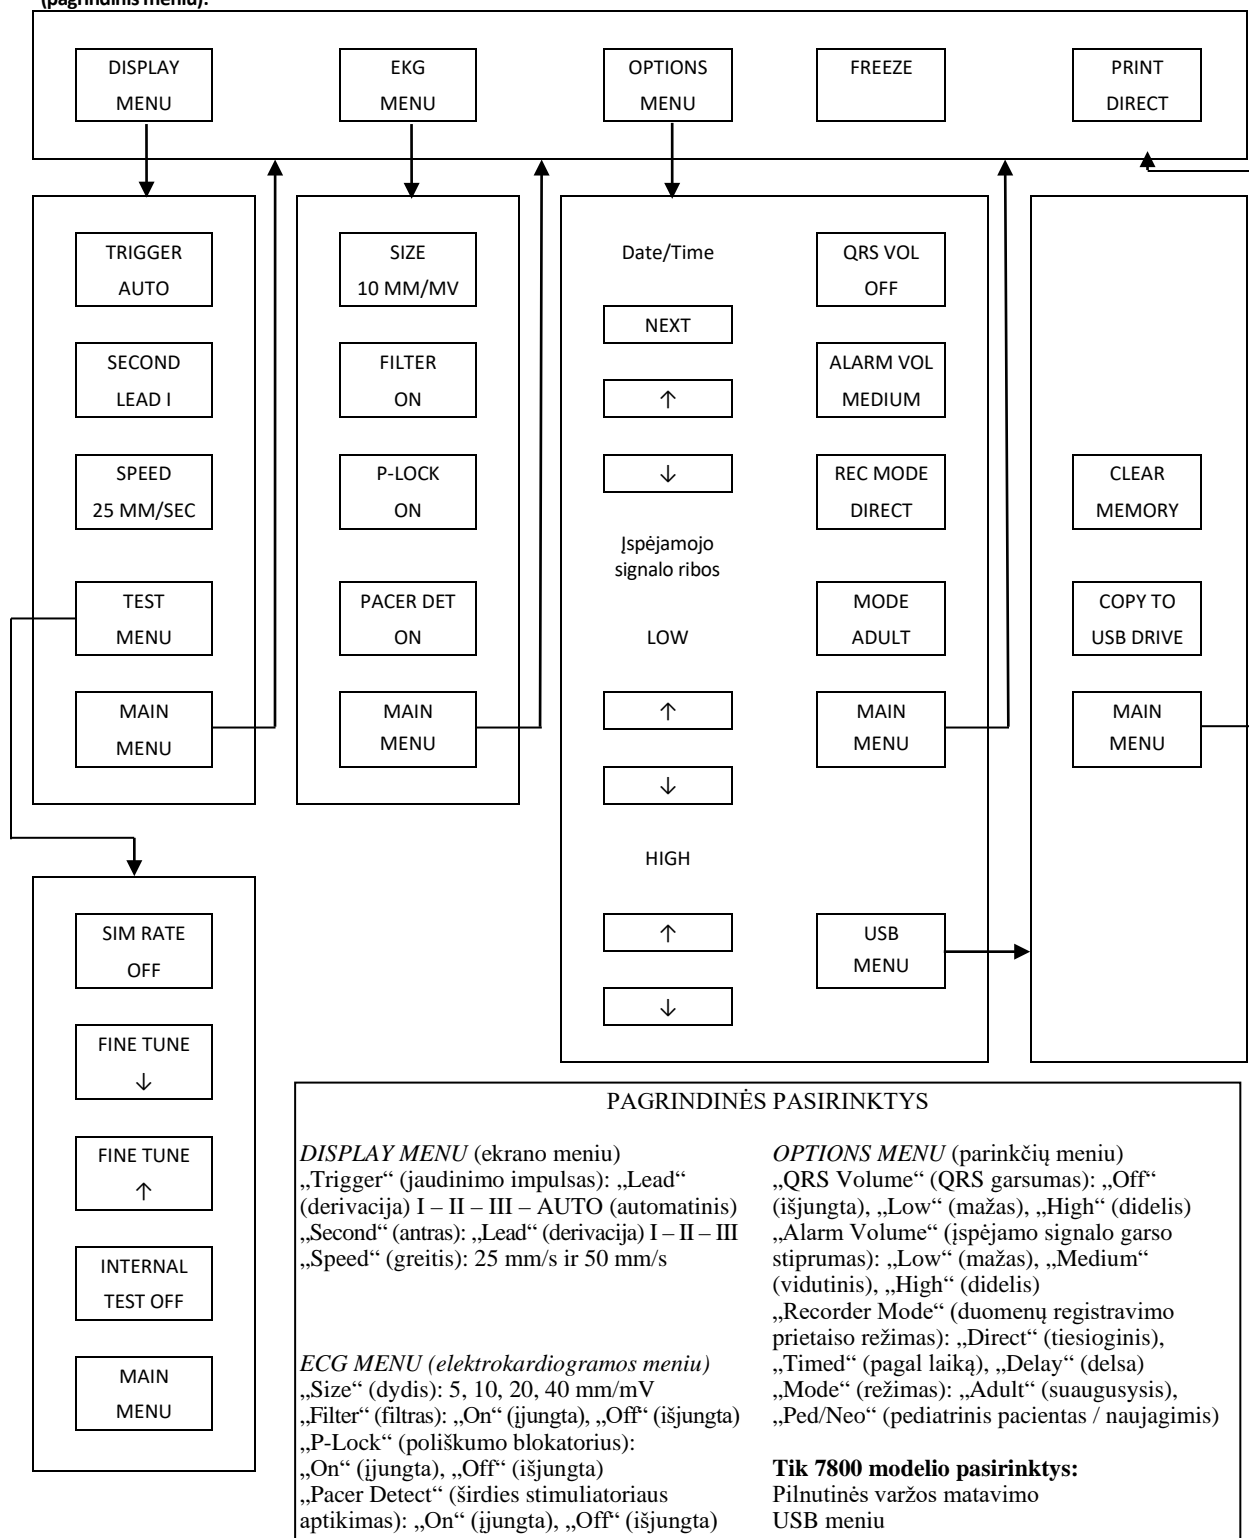 (pagrindinis meniu):
DISPLAY
MENU
EKG
MENU
OPTIONS
MENU
FREEZE
PRINT
DIRECT
TRIGGER
AUTO
SECOND
LEAD I
SPEED
25 MM/SEC
TEST
MENU
MAIN
MENU
SIZE
10 MM/MV
FILTER
ON
P-LOCK
ON
PACER DET
ON
MAIN
MENU
Date/Time
NEXT
↑
↓
Įspėjamojo
signalo ribos
LOW
↑
↓
HIGH
↑
↓
QRS VOL
OFF
ALARM VOL
MEDIUM
REC MODE
DIRECT
MODE
ADULT
MAIN
MENU
USB
MENU
CLEAR
MEMORY
COPY TO
USB DRIVE
MAIN
MENU
SIM RATE
OFF
FINE TUNE
↓
FINE TUNE
↑
INTERNAL
TEST OFF
MAIN
MENU
PAGRINDINĖS PASIRINKTYS
DISPLAY MENU (ekrano meniu)
„Trigger“ (jaudinimo impulsas): „Lead“
(derivacija) I – II – III – AUTO (automatinis)
„Second“ (antras): „Lead“ (derivacija) I – II – III
„Speed“ (greitis): 25 mm/s ir 50 mm/s
ECG MENU (elektrokardiogramos meniu)
„Size“ (dydis): 5, 10, 20, 40 mm/mV
„Filter“ (filtras): „On“ (įjungta), „Off“ (išjungta)
„P-Lock“ (poliškumo blokatorius):
„On“ (įjungta), „Off“ (išjungta)
„Pacer Detect“ (širdies stimuliatoriaus
aptikimas): „On“ (įjungta), „Off“ (išjungta)
OPTIONS MENU (parinkčių meniu)
„QRS Volume“ (QRS garsumas): „Off“
(išjungta), „Low“ (mažas), „High“ (didelis)
„Alarm Volume“ (įspėjamo signalo garso
stiprumas): „Low“ (mažas), „Medium“
(vidutinis), „High“ (didelis)
„Recorder Mode“ (duomenų registravimo
prietaiso režimas): „Direct“ (tiesioginis),
„Timed“ (pagal laiką), „Delay“ (delsa)
„Mode“ (režimas): „Adult“ (suaugusysis),
„Ped/Neo“ (pediatrinis pacientas / naujagimis)
Tik 7800 modelio pasirinktys:
Pilnutinės varžos matavimo
USB meniu